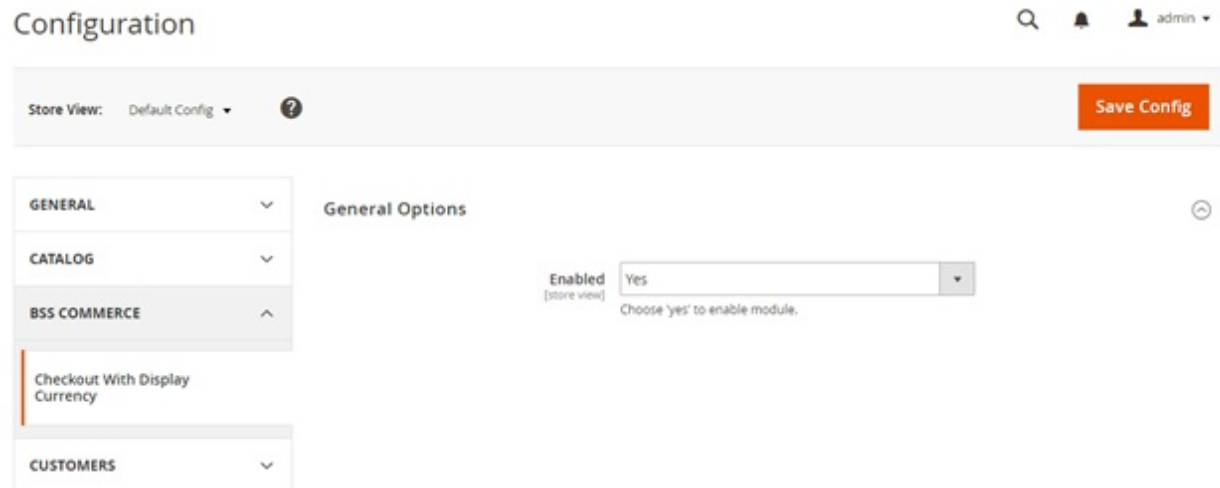 Configuration
admin
Store View: Default Config
Save Config
GENERAL
General Options
CATALOG
Enabled Yes
[store view]
Choose 'yes' to enable module.
BSS COMMERCE
Checkout With Display
Currency
CUSTOMERS